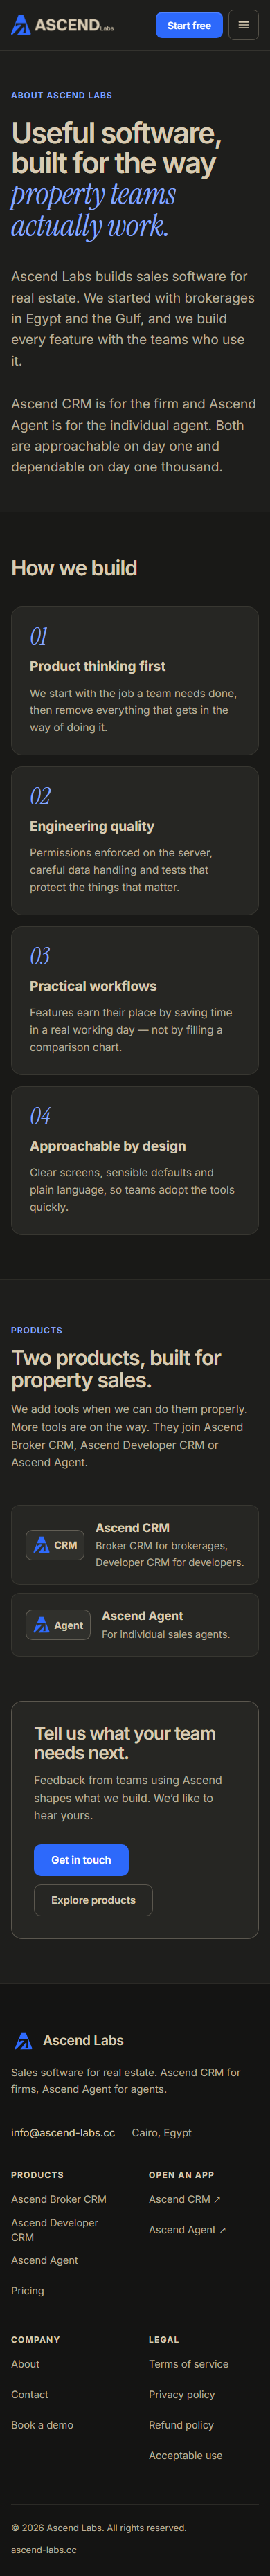 ASCEND Labs
Start free
ABOUT ASCEND LABS
Useful software,
built for the way
property teams
actually work.
Ascend Labs builds sales software for
real estate. We started with brokerages
in Egypt and the Gulf, and we build
every feature with the teams who use
it.
Ascend CRM is for the firm and Ascend
Agent is for the individual agent. Both
are approachable on day one and
dependable on day one thousand.
How we build
01
Product thinking first
We start with the job a team needs done,
then remove everything that gets in the
way of doing it.
02
Engineering quality
Permissions enforced on the server,
careful data handling and tests that
protect the things that matter.
03
Practical workflows
Features earn their place by saving time
in a real working day — not by filling a
comparison chart.
04
Approachable by design
Clear screens, sensible defaults and
plain language, so teams adopt the tools
quickly.
PRODUCTS
Two products, built for
property sales.
We add tools when we can do them properly.
More tools are on the way. They join Ascend
Broker CRM, Ascend Developer CRM or
Ascend Agent.
CRM
Ascend CRM
Broker CRM for brokerages,
Developer CRM for developers.
Agent
Ascend Agent
For individual sales agents.
Tell us what your team
needs next.
Feedback from teams using Ascend
shapes what we build. We’d like to
hear yours.
Get in touch
Explore products
Ascend Labs
Sales software for real estate. Ascend CRM for
firms, Ascend Agent for agents.
info@ascend-labs.cc Cairo, Egypt
PRODUCTS
Ascend Broker CRM
Ascend Developer
CRM
Ascend Agent
Pricing
OPEN AN APP
Ascend CRM ↗
Ascend Agent ↗
COMPANY
About
Contact
Book a demo
LEGAL
Terms of service
Privacy policy
Refund policy
Acceptable use
© 2026 Ascend Labs. All rights reserved.
ascend-labs.cc